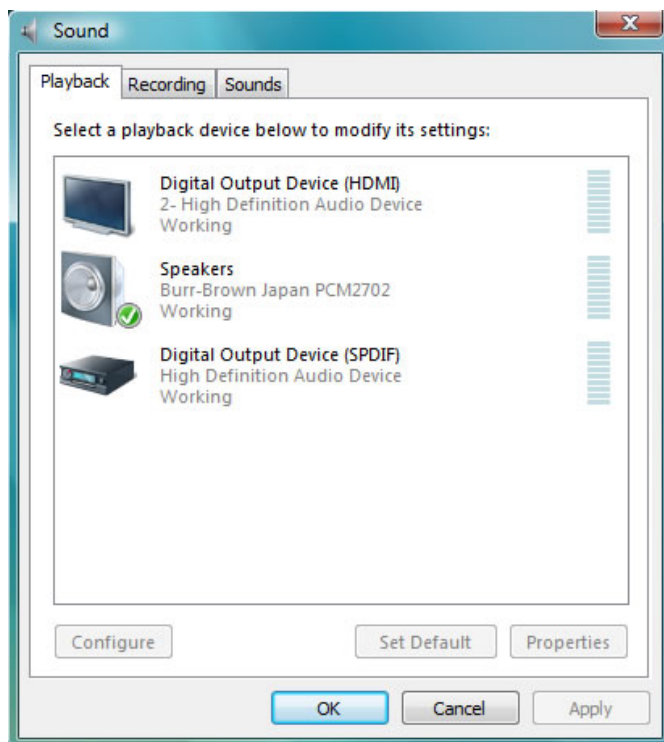 Sound
X
Playback Recording Sounds
Select a playback device below to modify its settings:
Digital Output Device (HDMI)
2- High Definition Audio Device
Working
Speakers
Burr-Brown Japan PCM2702
Working
Digital Output Device (SPDIF)
High Definition Audio Device
Working
Configure Set Default Properties
OK Cancel Apply